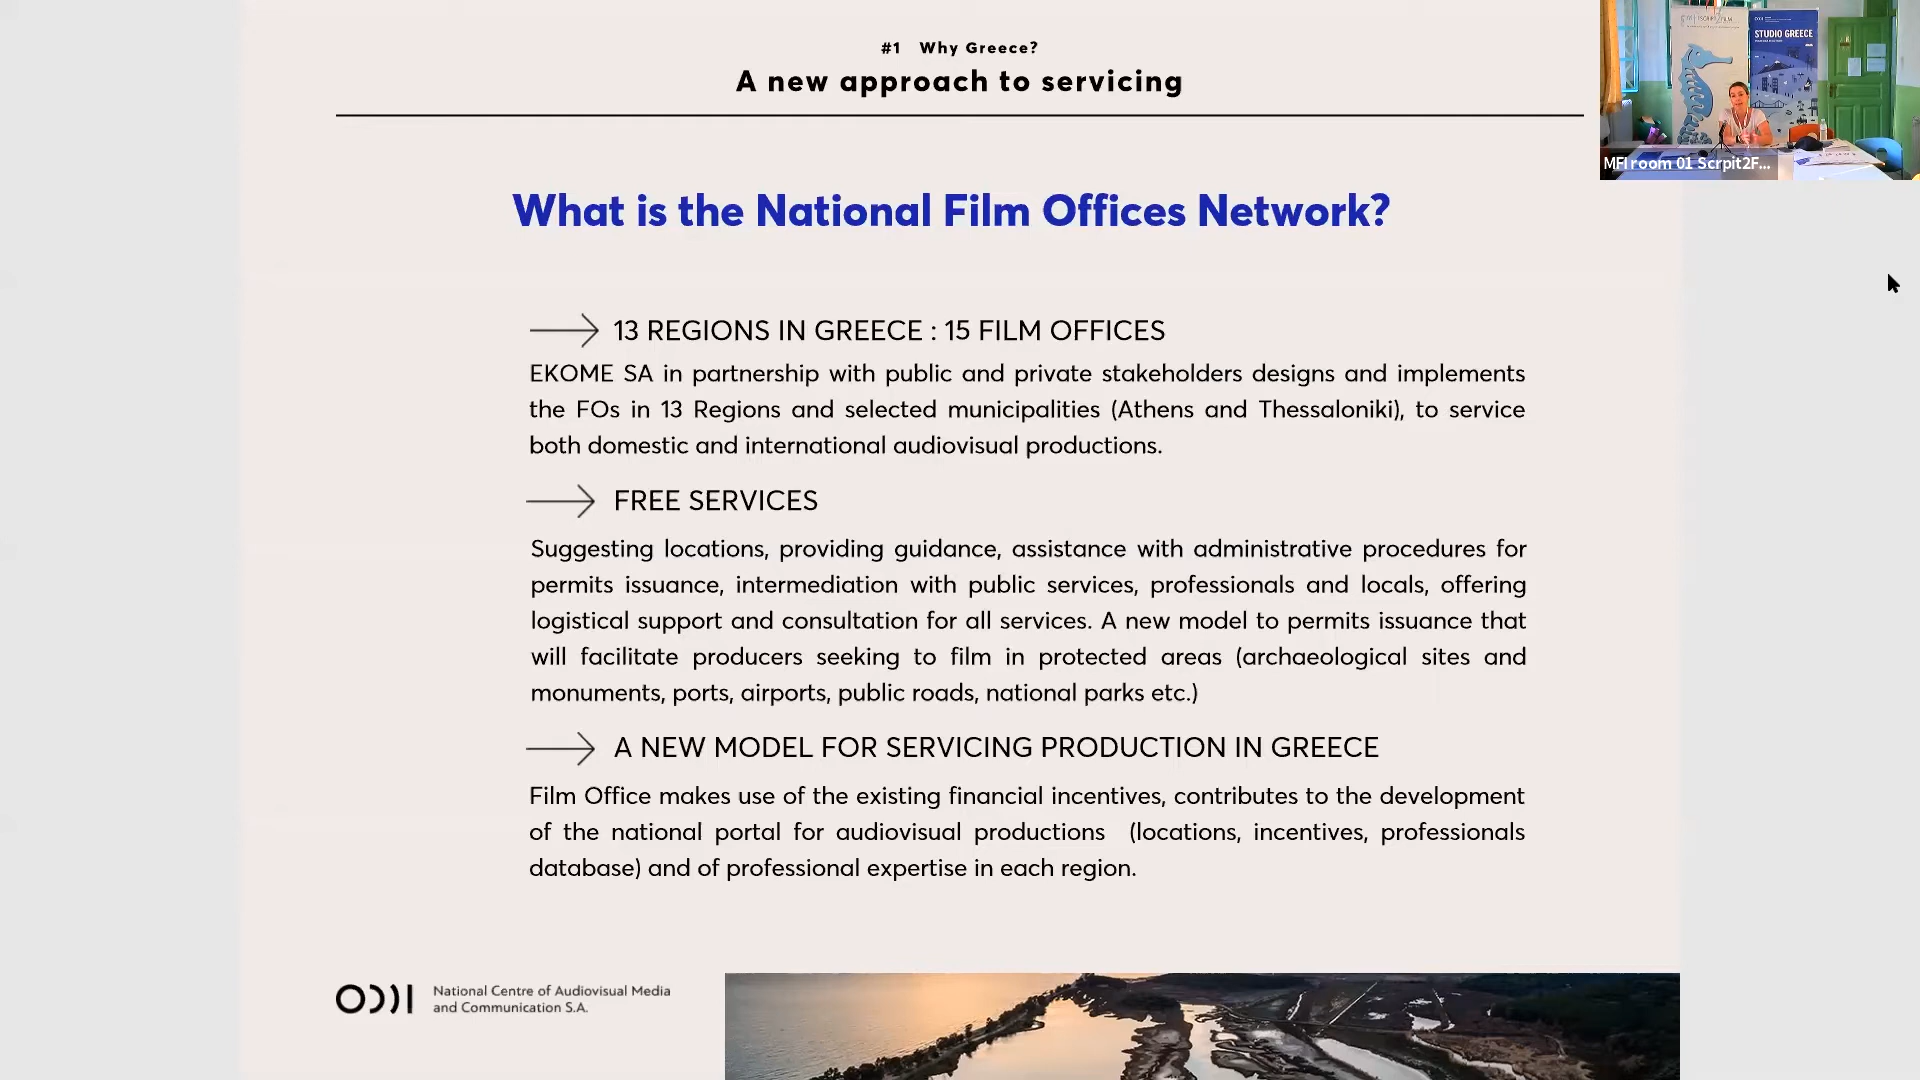 #1 Why Greece?
A new approach to servicing
STUDIO GREECE
MFI room 01 Scrpit2F...
What is the National Film Offices Network?
13 REGIONS IN GREECE : 15 FILM OFFICES
EKOME SA in partnership with public and private stakeholders designs and implements
the FOs in 13 Regions and selected municipalities (Athens and Thessaloniki), to service
both domestic and international audiovisual productions.
FREE SERVICES
Suggesting locations, providing guidance, assistance with administrative procedures for
permits issuance, intermediation with public services, professionals and locals, offering
logistical support and consultation for all services. A new model to permits issuance that
will facilitate producers seeking to film in protected areas (archaeological sites and
monuments, ports, airports, public roads, national parks etc.)
A NEW MODEL FOR SERVICING PRODUCTION IN GREECE
Film Office makes use of the existing financial incentives, contributes to the development
of the national portal for audiovisual productions (locations, incentives, professionals
database) and of professional expertise in each region.
National Centre of Audiovisual Media
and Communication S.A.